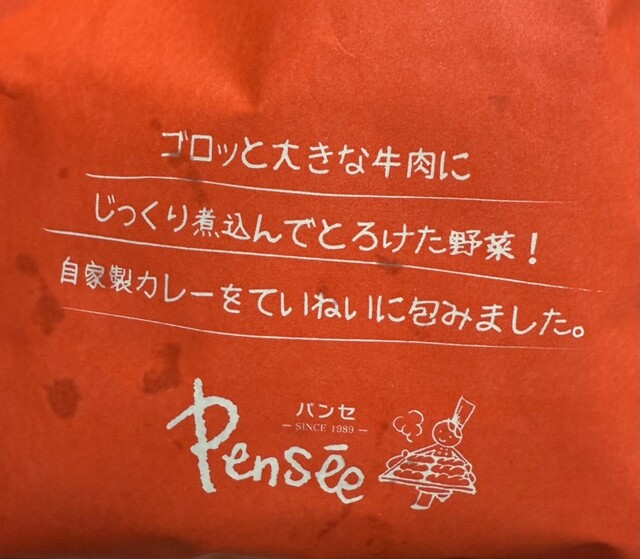 ゴロッと大きな牛肉に
じっくり煮込んでとろけた野菜！
自家製カレーをていねいに包みました。
パンセ
– SINCE 1989 –
Pensēe